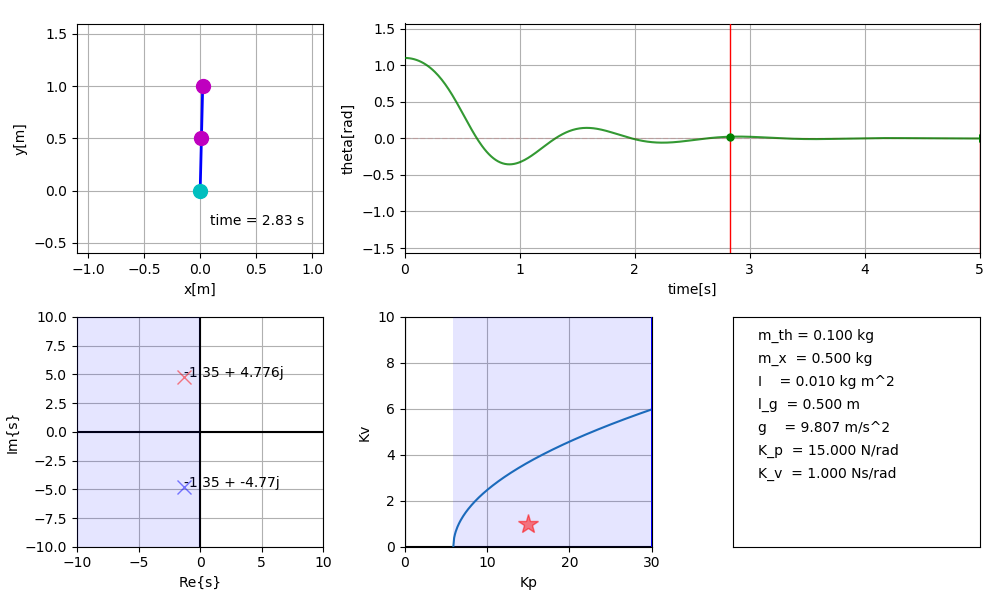 1.5
1.0
0.5
0.0
−0.5
y[m]
time = 2.83 s
−1.0
−0.5
0.0
0.5
1.0
x[m]
1.5
1.0
0.5
0.0
−0.5
−1.0
−1.5
theta[rad]
0
1
2
3
4
5
time[s]
10.0
7.5
5.0
2.5
0.0
−2.5
−5.0
−7.5
−10.0
Im{s}
-1.35 + 4.776j
-1.35 + -4.77j
−10
−5
0
5
10
Re{s}
10
8
6
4
2
0
Kv
0
10
20
30
Kp
m_th = 0.100 kg
m_x = 0.500 kg
I = 0.010 kg m^2
l_g = 0.500 m
g = 9.807 m/s^2
K_p = 15.000 N/rad
K_v = 1.000 Ns/rad